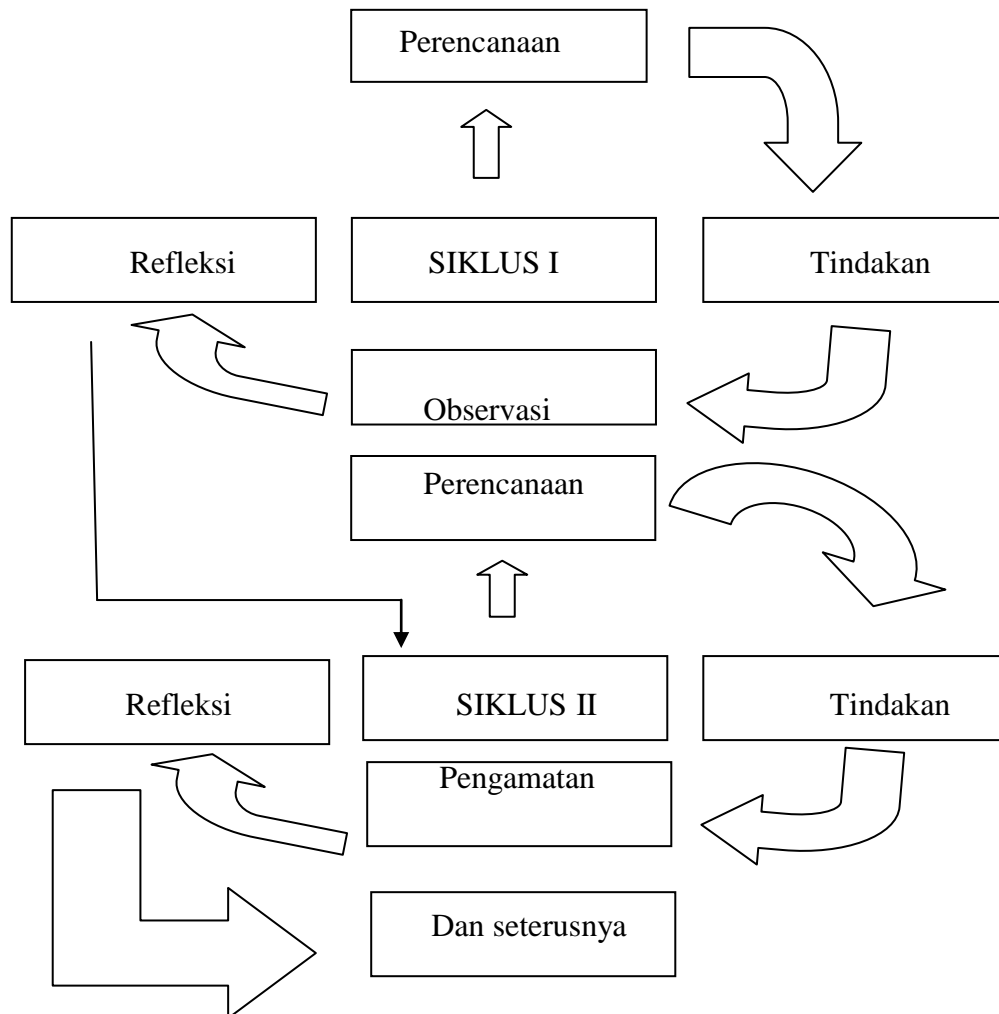 Perencanaan
Refleksi
SIKLUS I
Tindakan
Observasi
Perencanaan
Refleksi
SIKLUS II
Tindakan
Pengamatan
Dan seterusnya